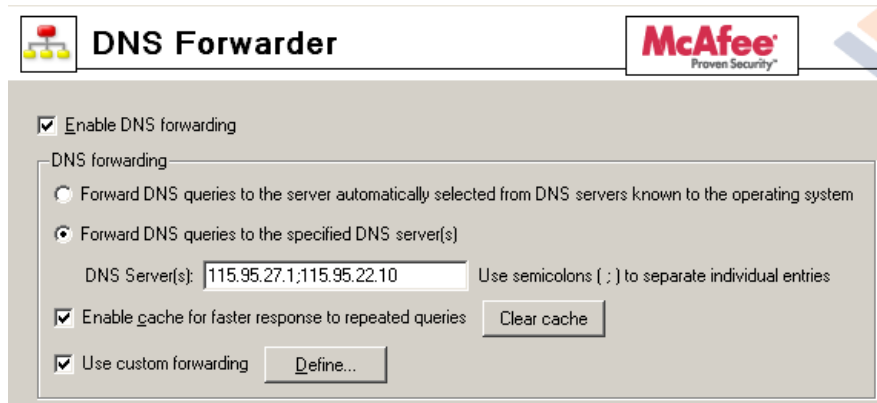 DNS Forwarder
McAfee
Proven Security™
Enable DNS forwarding
DNS forwarding
Forward DNS queries to the server automatically selected from DNS servers known to the operating system
Forward DNS queries to the specified DNS server(s)
DNS Server(s): 115.95.27.1;115.95.22.10 Use semicolons ( ; ) to separate individual entries
Enable cache for faster response to repeated queries Clear cache
Use custom forwarding Define...